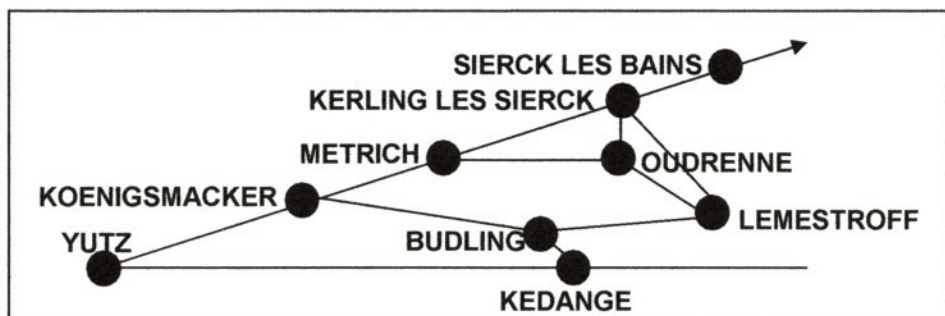 SIERCK LES BAINS
KERLING LES SIERCK
METRICH
OUDRENNE
KOENIGSMACKER
LEMESTROFF
YUTZ
BUDLING
KEDANGE